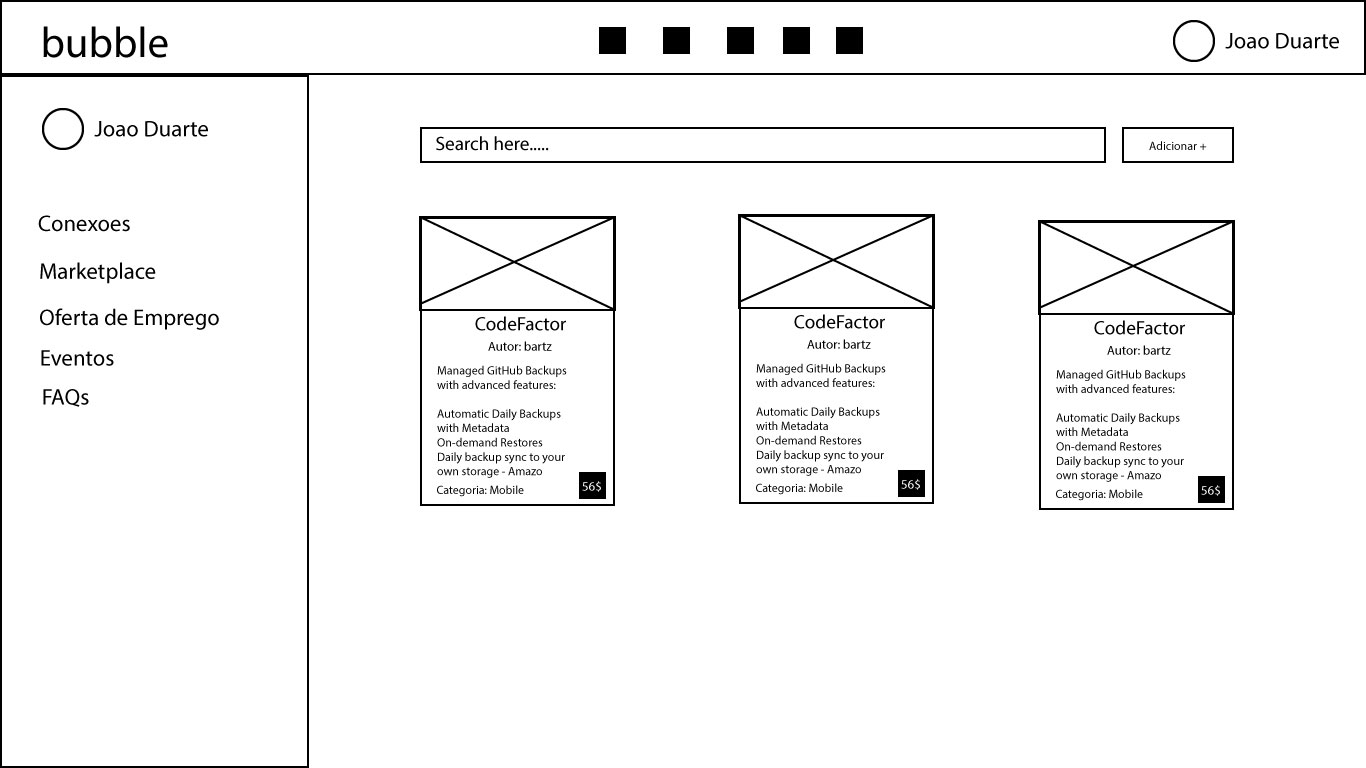 bubble
Joao Duarte
Joao Duarte
Conexoes
Marketplace
Oferta de Emprego
Eventos
FAQs
Search here.....
Adicionar +
CodeFactor
Autor: bartz
Managed GitHub Backups
with advanced features:
Automatic Daily Backups
with Metadata
On-demand Restores
Daily backup sync to your
own storage - Amazo
Categoria: Mobile
56$
CodeFactor
Autor: bartz
Managed GitHub Backups
with advanced features:
Automatic Daily Backups
with Metadata
On-demand Restores
Daily backup sync to your
own storage - Amazo
Categoria: Mobile
56$
CodeFactor
Autor: bartz
Managed GitHub Backups
with advanced features:
Automatic Daily Backups
with Metadata
On-demand Restores
Daily backup sync to your
own storage - Amazo
Categoria: Mobile
56$